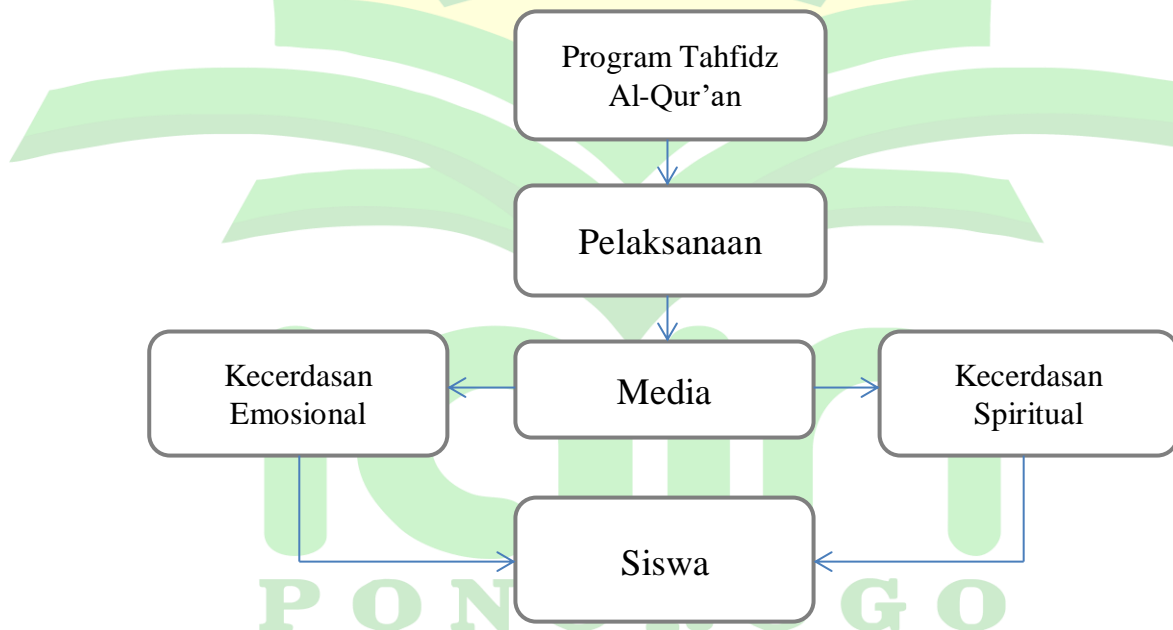 Program Tahfidz
Al-Qur’an
Pelaksanaan
Kecerdasan
Emosional
Media
Kecerdasan
Spiritual
Siswa